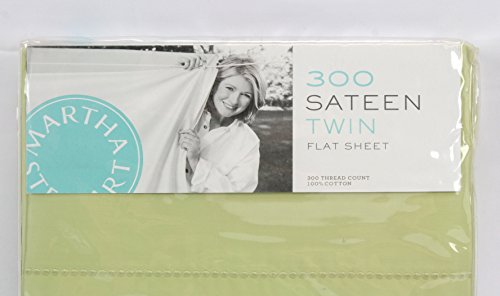 MARTHA
STEWART
300
SATEEN
TWIN
FLAT SHEET
300 THREAD COUNT
100% COTTON